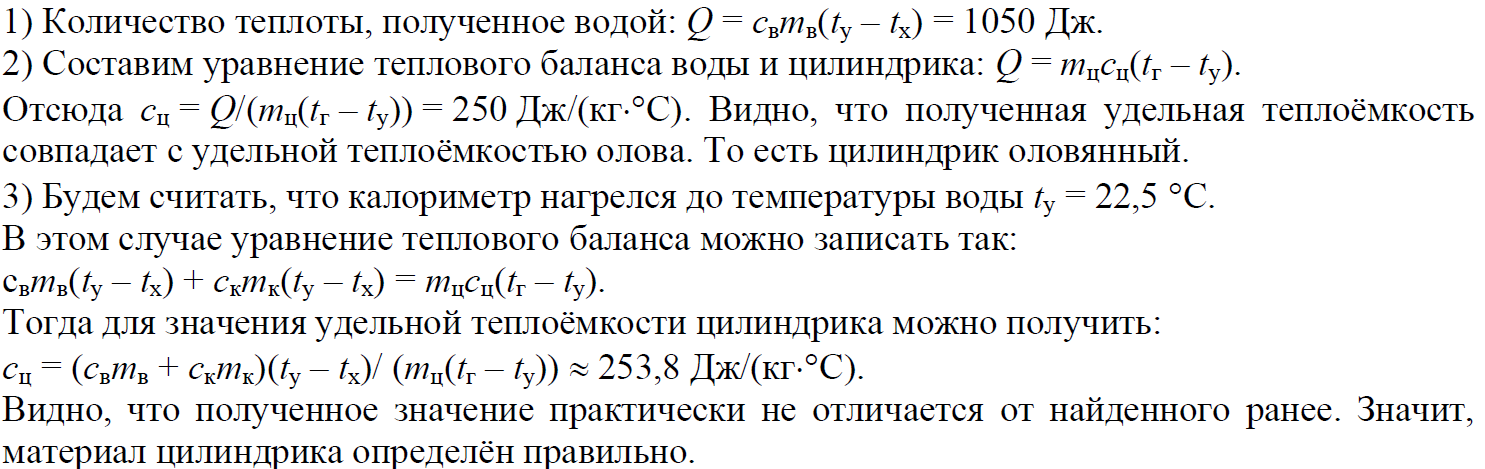 1) Количество теплоты, полученное водой: Q = cвmв(tу – tх) = 1050 Дж.
2) Составим уравнение теплового баланса воды и цилиндрика: Q = mцcц(tг – tу).
Отсюда cц = Q/(mц(tг – tу)) = 250 Дж/(кг·°С). Видно, что полученная удельная теплоёмкость
совпадает с удельной теплоёмкостью олова. То есть цилиндрик оловянный.
3) Будем считать, что калориметр нагрелся до температуры воды tу = 22,5 °С.
В этом случае уравнение теплового баланса можно записать так:
cвmв(tу – tх) + cкmк(tу – tх) = mцcц(tг – tу).
Тогда для значения удельной теплоёмкости цилиндрика можно получить:
cц = (cвmв + cкmк)(tу – tх)/ (mц(tг – tу)) ≈ 253,8 Дж/(кг·°С).
Видно, что полученное значение практически не отличается от найденного ранее. Значит,
материал цилиндрика определён правильно.